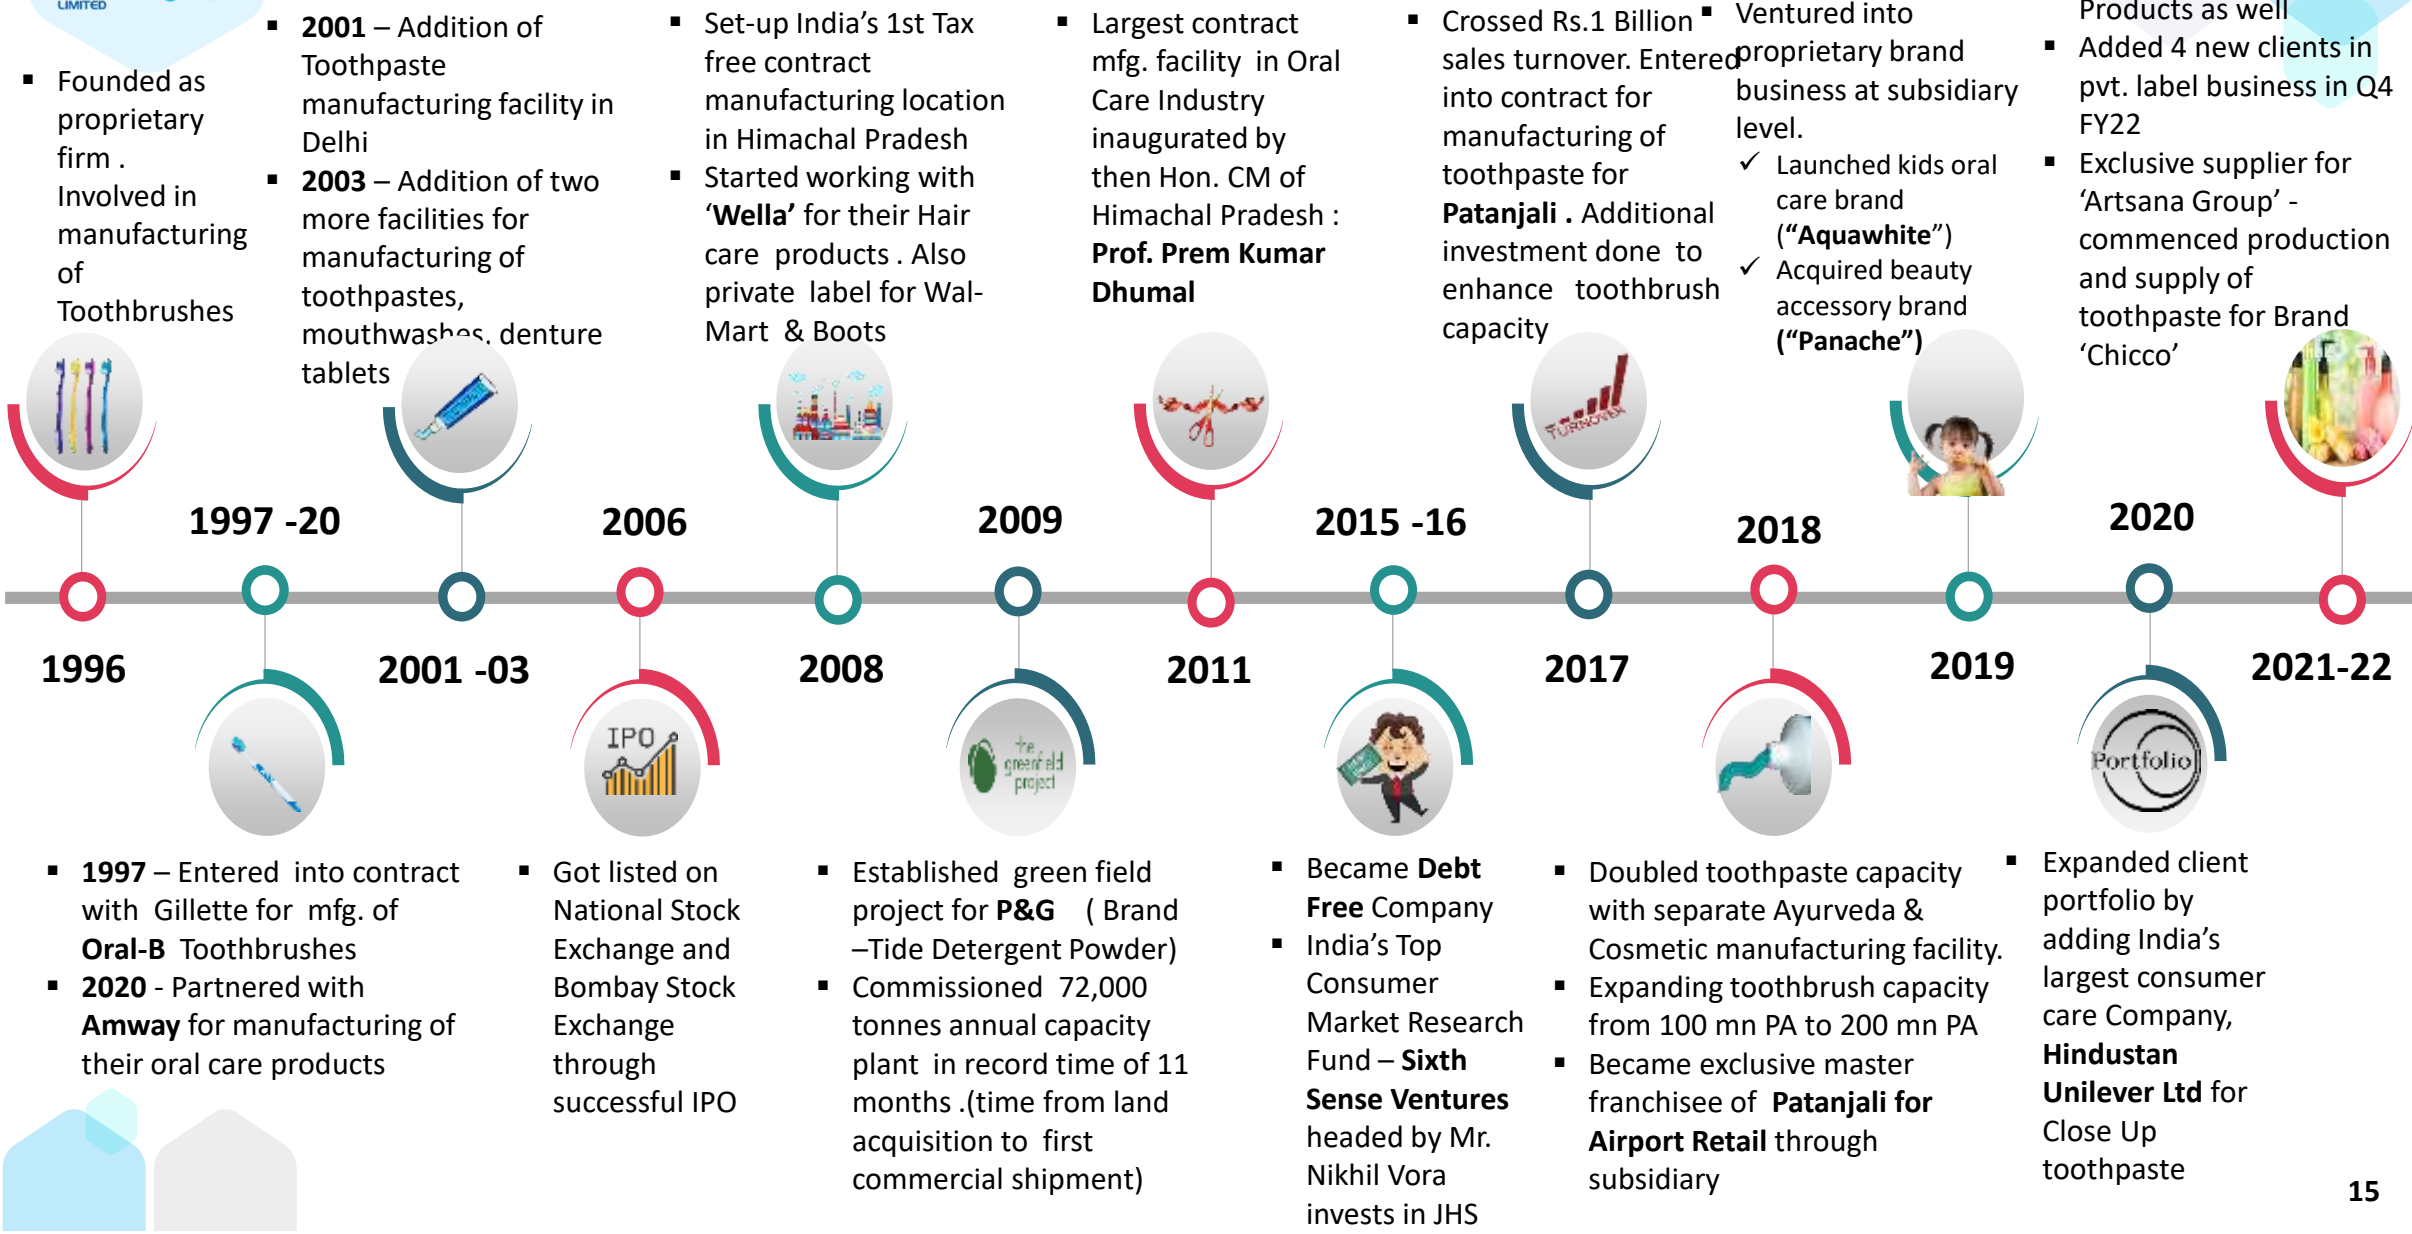 LIMITED
▪ Founded as
proprietary
firm .
Involved in
manufacturing
of
Toothbrushes
▪ 2001 – Addition of
Toothpaste
manufacturing facility in
Delhi
▪ 2003 – Addition of two
more facilities for
manufacturing of
toothpastes,
mouthwashes, denture
tablets
▪ Set-up India’s 1st Tax
free contract
manufacturing location
in Himachal Pradesh
▪ Started working with
‘Wella’ for their Hair
care products . Also
private label for Wal-
Mart & Boots
▪ Largest contract
mfg. facility in Oral
Care Industry
inaugurated by
then Hon. CM of
Himachal Pradesh :
Prof. Prem Kumar
Dhumal
▪ Crossed Rs.1 Billion
sales turnover. Entered
into contract for
manufacturing of
toothpaste for
Patanjali . Additional
investment done to
enhance toothbrush
capacity
▪ Ventured into
proprietary brand
business at subsidiary
level.
✓ Launched kids oral
care brand
(“Aquawhite”)
✓ Acquired beauty
accessory brand
(“Panache”)
Products as well
▪ Added 4 new clients in
pvt. label business in Q4
FY22
▪ Exclusive supplier for
‘Artsana Group’ -
commenced production
and supply of
toothpaste for Brand
‘Chicco’
TURNOVER
1997 -20
2006
2009
2015 -16
2018
2020
1996
2001 -03
2008
2011
2017
2019
2021-22
IPO
the
greenfield
project
Portfolio
▪ 1997 – Entered into contract
with Gillette for mfg. of
Oral-B Toothbrushes
▪ 2020 - Partnered with
Amway for manufacturing of
their oral care products
▪ Got listed on
National Stock
Exchange and
Bombay Stock
Exchange
through
successful IPO
▪ Established green field
project for P&G ( Brand
–Tide Detergent Powder)
▪ Commissioned 72,000
tonnes annual capacity
plant in record time of 11
months .(time from land
acquisition to first
commercial shipment)
▪ Became Debt
Free Company
▪ India’s Top
Consumer
Market Research
Fund – Sixth
Sense Ventures
headed by Mr.
Nikhil Vora
invests in JHS
▪ Doubled toothpaste capacity
with separate Ayurveda &
Cosmetic manufacturing facility.
▪ Expanding toothbrush capacity
from 100 mn PA to 200 mn PA
▪ Became exclusive master
franchisee of Patanjali for
Airport Retail through
subsidiary
▪ Expanded client
portfolio by
adding India’s
largest consumer
care Company,
Hindustan
Unilever Ltd for
Close Up
toothpaste
15